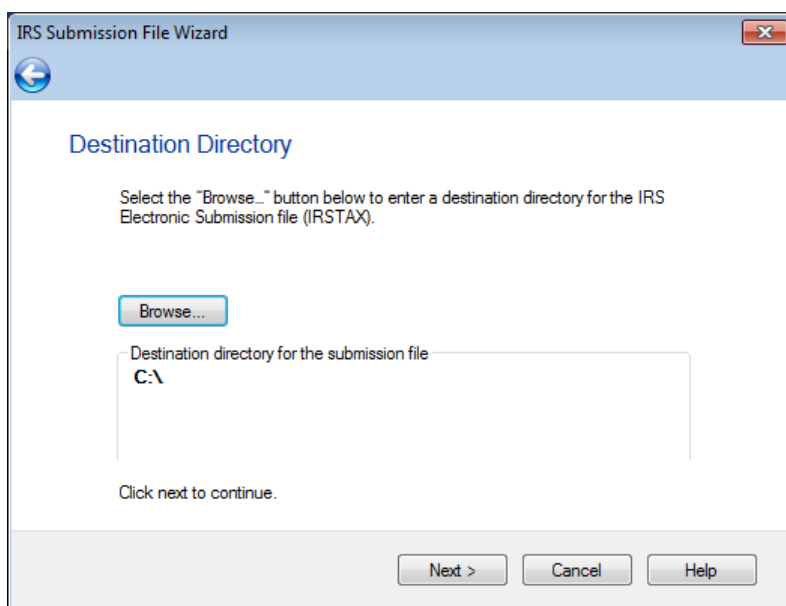 IRS Submission File Wizard
Destination Directory
Select the "Browse..." button below to enter a destination directory for the IRS
Electronic Submission file (IRSTAX).
Browse...
Destination directory for the submission file
C:\
Click next to continue.
Next >
Cancel
Help